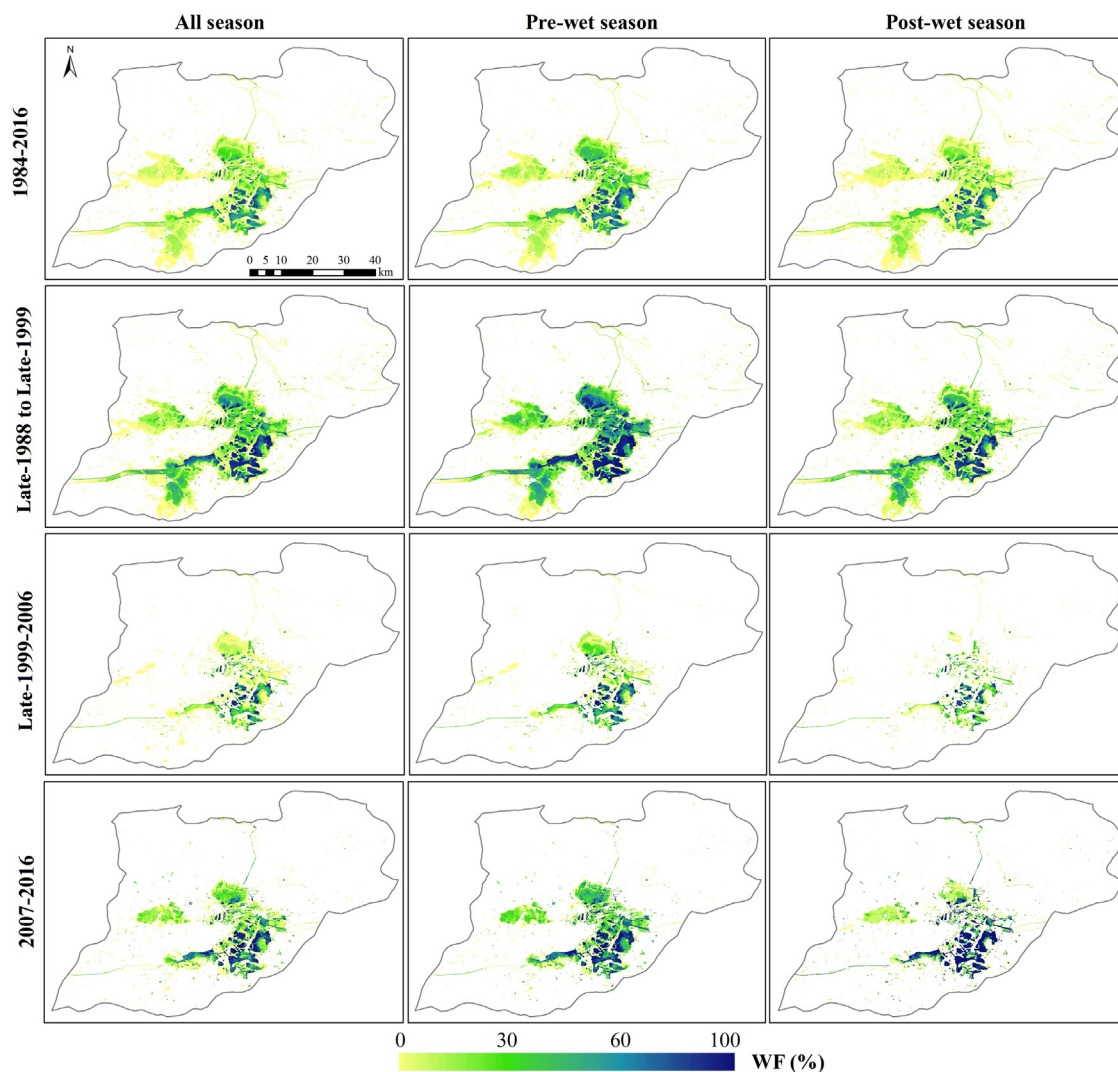 All season
Pre-wet season
Post-wet season
N
1984-2016
0 5 10 20 30 40
km
Late-1988 to Late-1999
Late-1999-2006
2007-2016
0 30 60 100
WF (%)